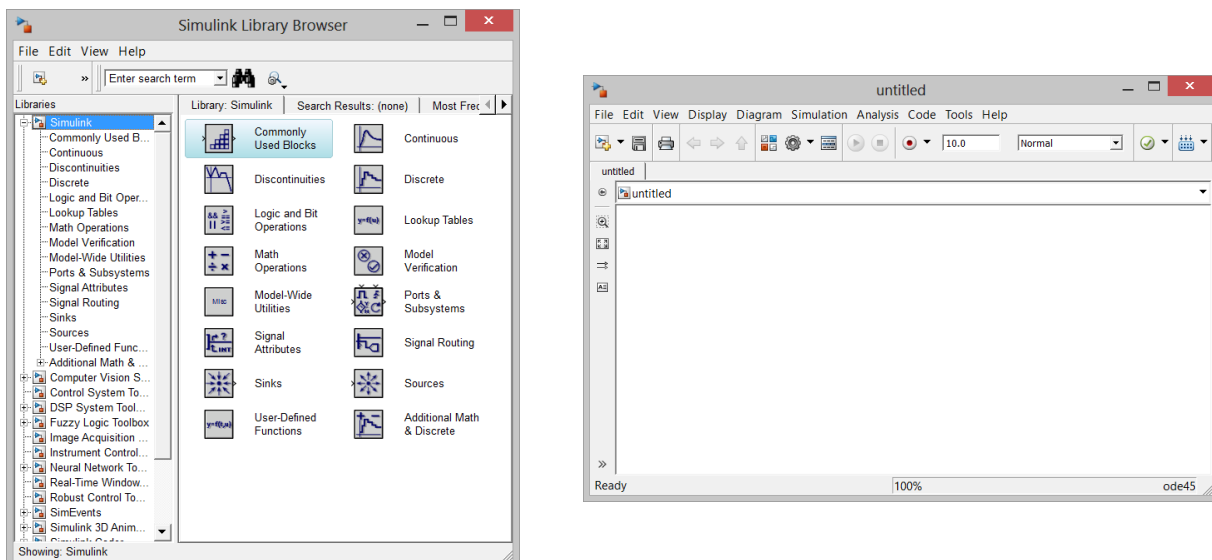 Simulink Library Browser
File Edit View Help
» Enter search term
Libraries
Library: Simulink Search Results: (none) Most Frec
Simulink
Commonly Used B...
Continuous
Discontinuities
Discrete
Logic and Bit Oper...
Lookup Tables
Math Operations
Model Verification
Model-Wide Utilities
Ports & Subsystems
Signal Attributes
Signal Routing
Sinks
Sources
User-Defined Func...
Additional Math & ...
Computer Vision S...
Control System To...
DSP System Tool...
Fuzzy Logic Toolbox
Image Acquisition ...
Instrument Control...
Neural Network To...
Real-Time Window...
Robust Control To...
SimEvents
Simulink 3D Anim...
Simulink Coder
Commonly
Used Blocks
Continuous
Discontinuities
Discrete
Logic and Bit
Operations
y=f(u)
Lookup Tables
Math
Operations
Model
Verification
Misc
Model-Wide
Utilities
Ports &
Subsystems
Signal
Attributes
Signal Routing
Sinks
Sources
y=f(t,u)
User-Defined
Functions
Additional Math
& Discrete
Showing: Simulink
untitled
File Edit View Display Diagram Simulation Analysis Code Tools Help
10.0 Normal
untitled
untitled
»
Ready 100% ode45